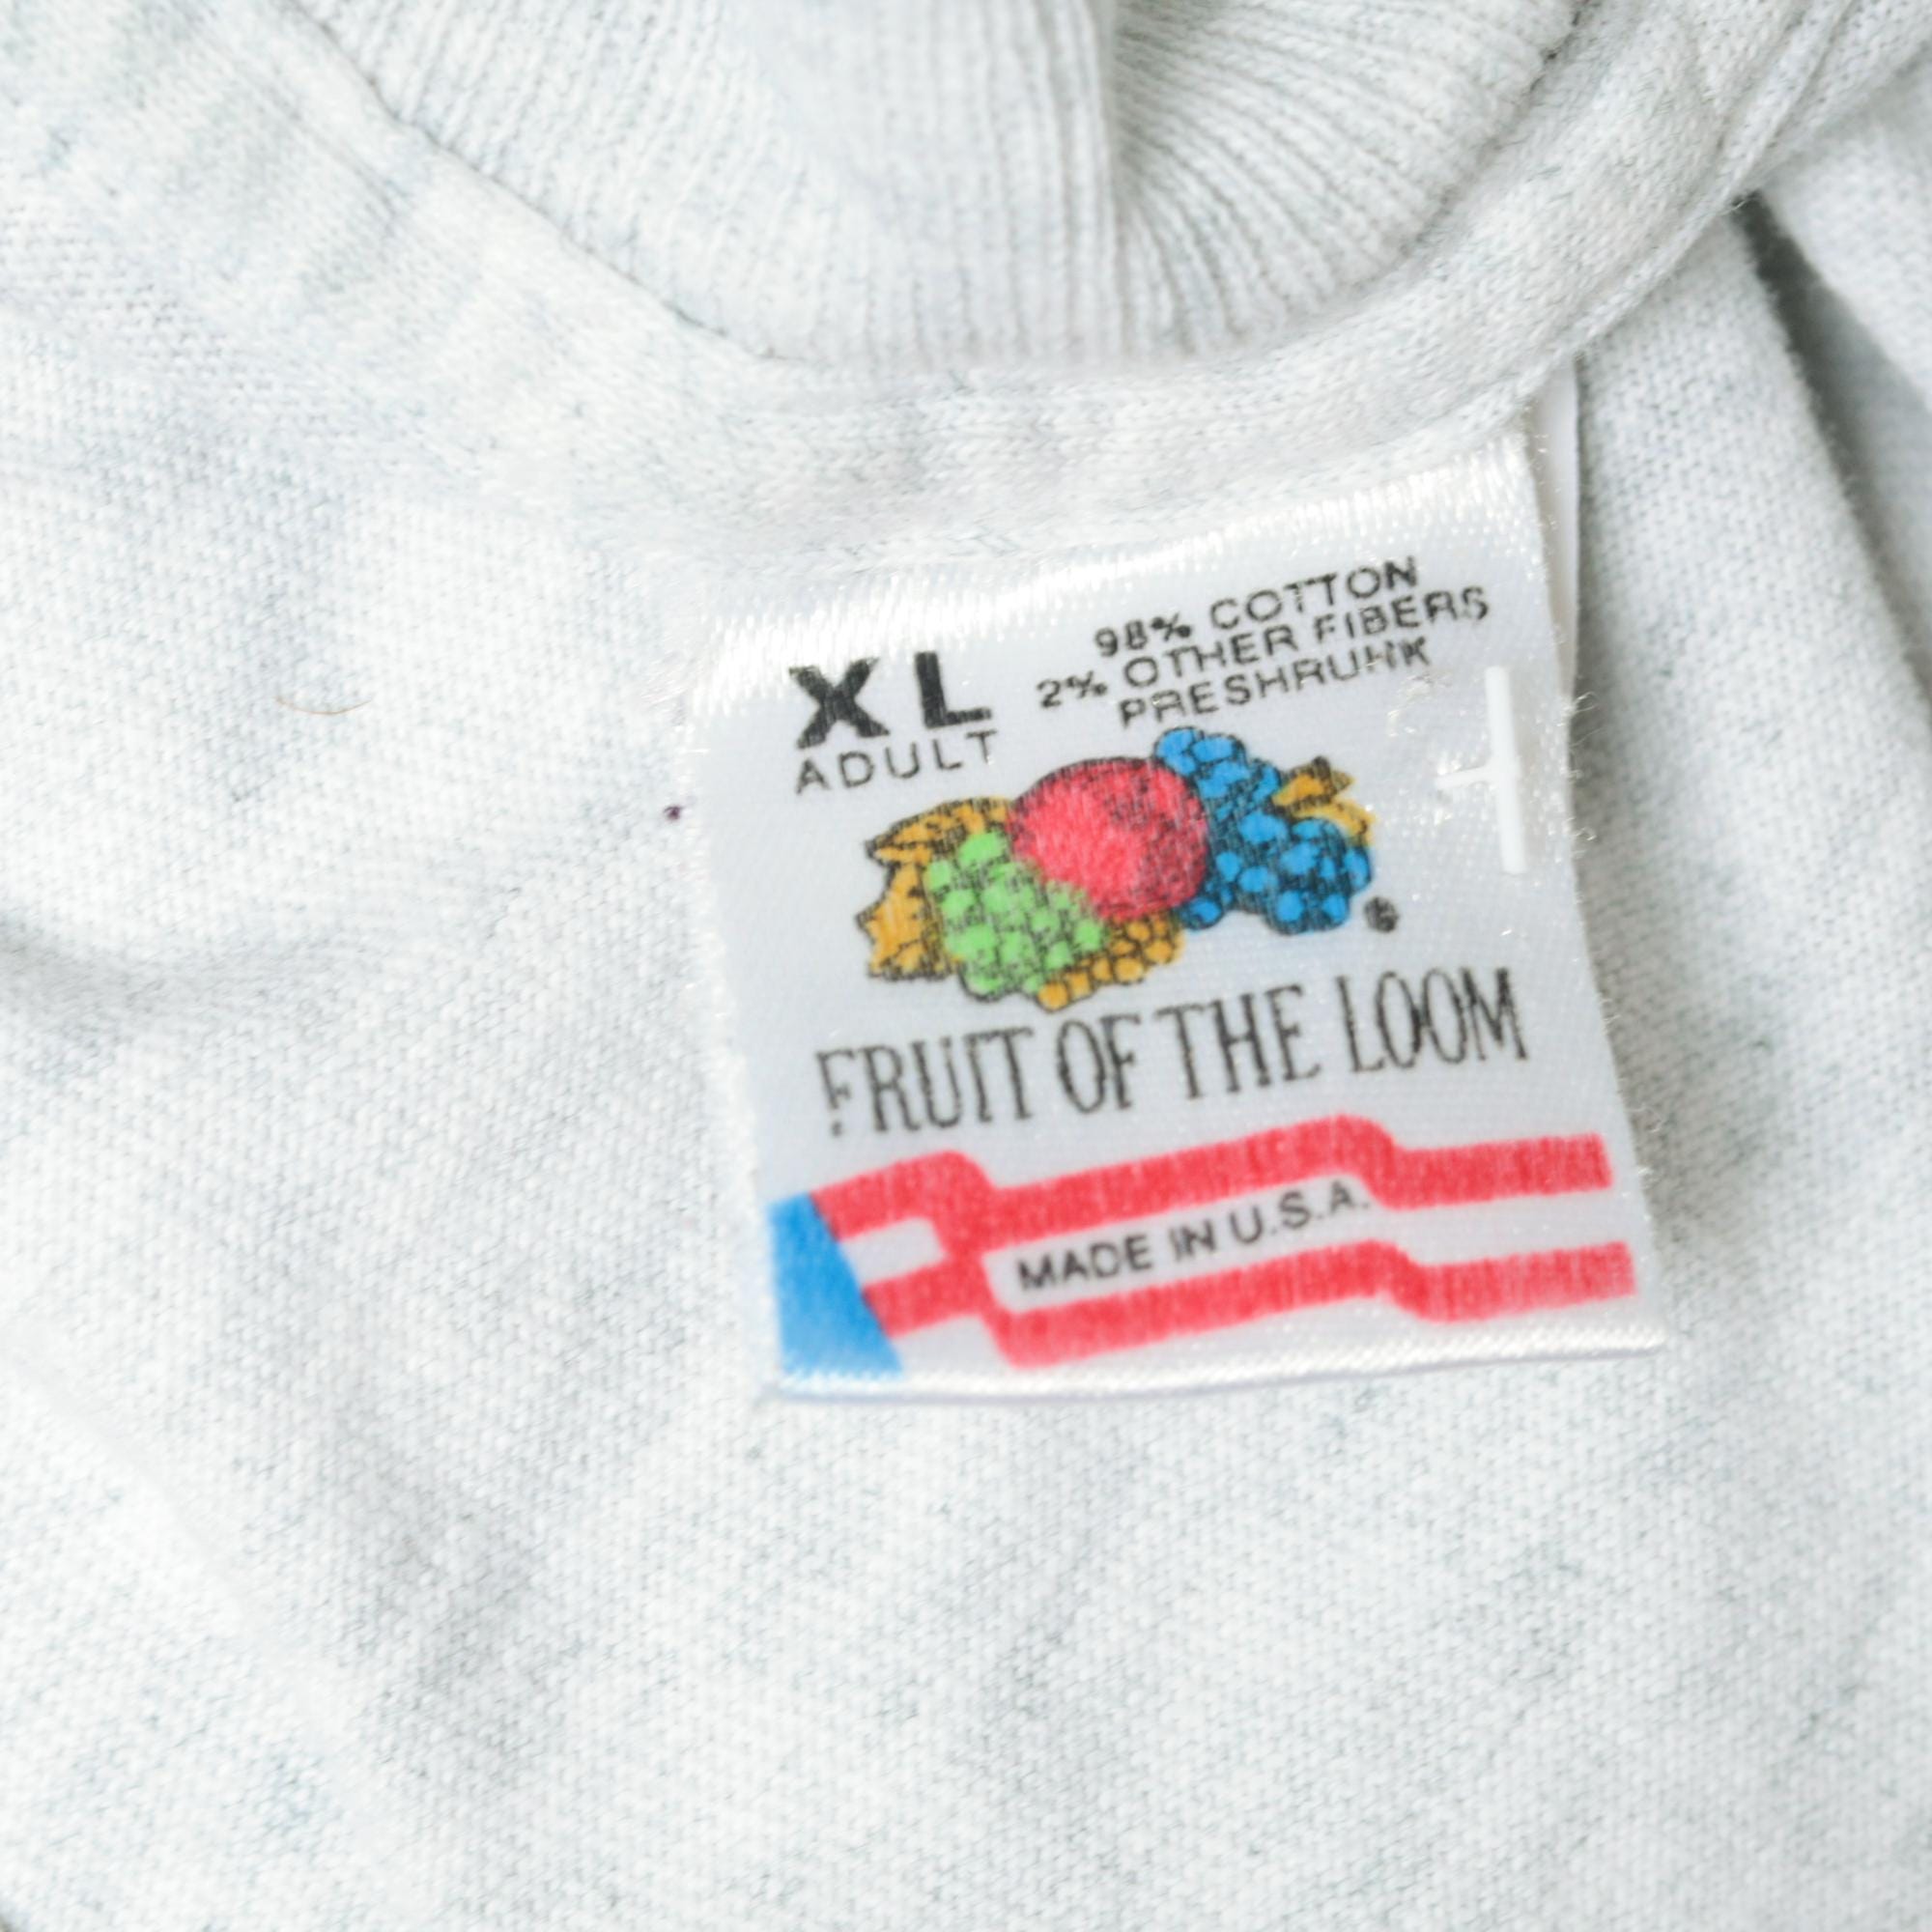 XL
ADULT
98% COTTON
2% OTHER FIBERS
PRESHRUNK
®
FRUIT OF THE LOOM
MADE IN U.S.A.